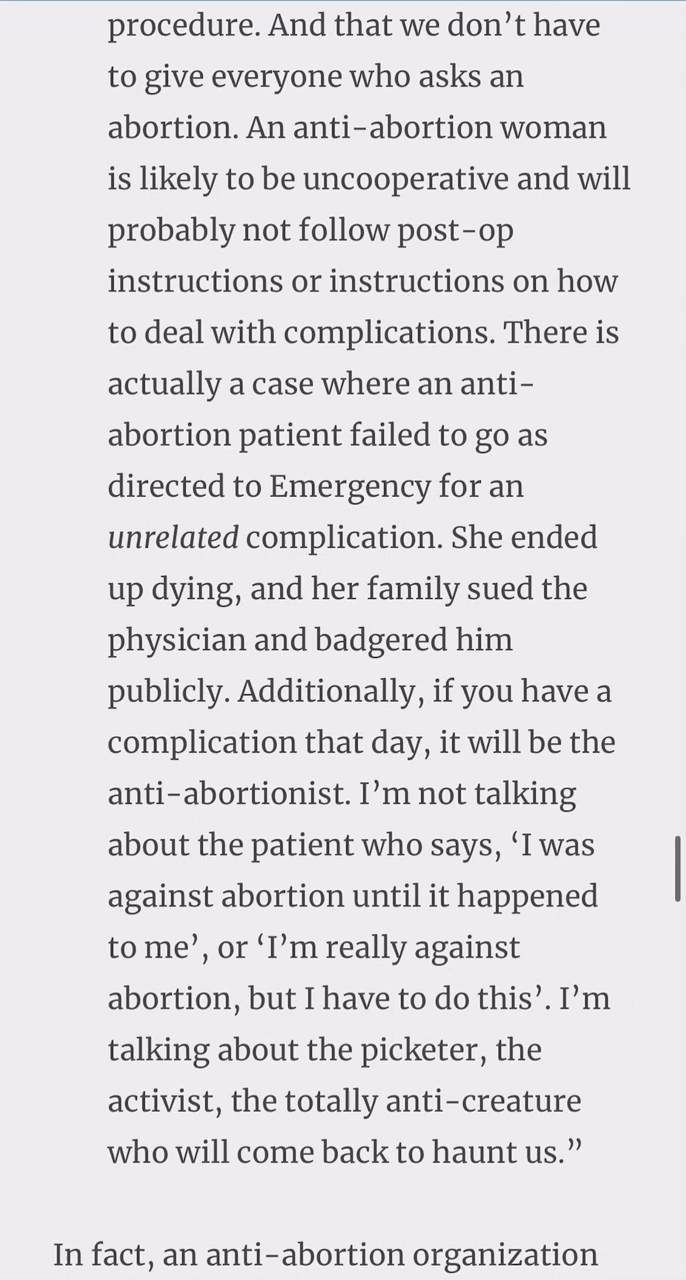 procedure. And that we don’t have
to give everyone who asks an
abortion. An anti-abortion woman
is likely to be uncooperative and will
probably not follow post-op
instructions or instructions on how
to deal with complications. There is
actually a case where an anti-
abortion patient failed to go as
directed to Emergency for an
unrelated complication. She ended
up dying, and her family sued the
physician and badgered him
publicly. Additionally, if you have a
complication that day, it will be the
anti-abortionist. I’m not talking
about the patient who says, ‘I was
against abortion until it happened
to me’, or ‘I’m really against
abortion, but I have to do this’. I’m
talking about the picketer, the
activist, the totally anti-creature
who will come back to haunt us.”
In fact, an anti-abortion organization